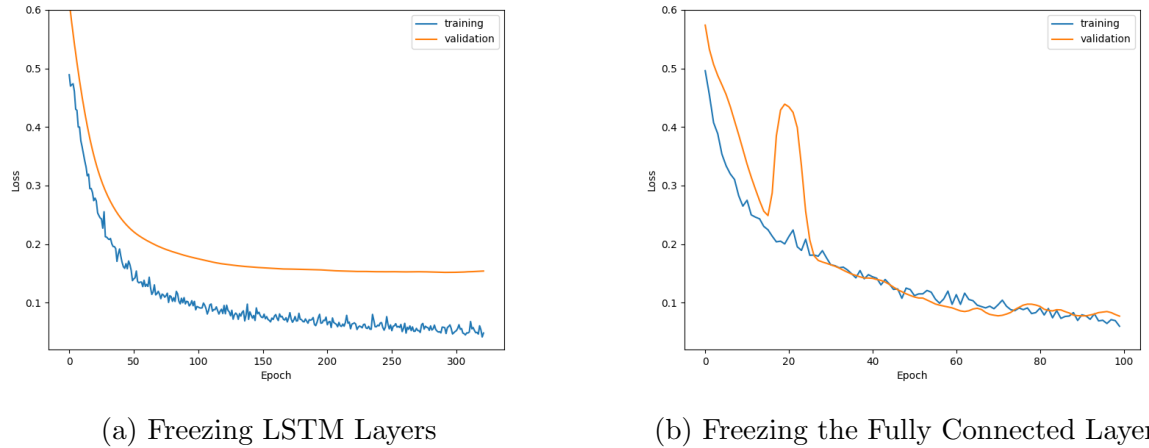 0.6
0.5
0.4
0.3
0.2
0.1
Loss
0 50 100 150 200 250 300
Epoch
training
validation
(a) Freezing LSTM Layers
0.6
0.5
0.4
0.3
0.2
0.1
Loss
0 20 40 60 80 100
Epoch
training
validation
(b) Freezing the Fully Connected Layer